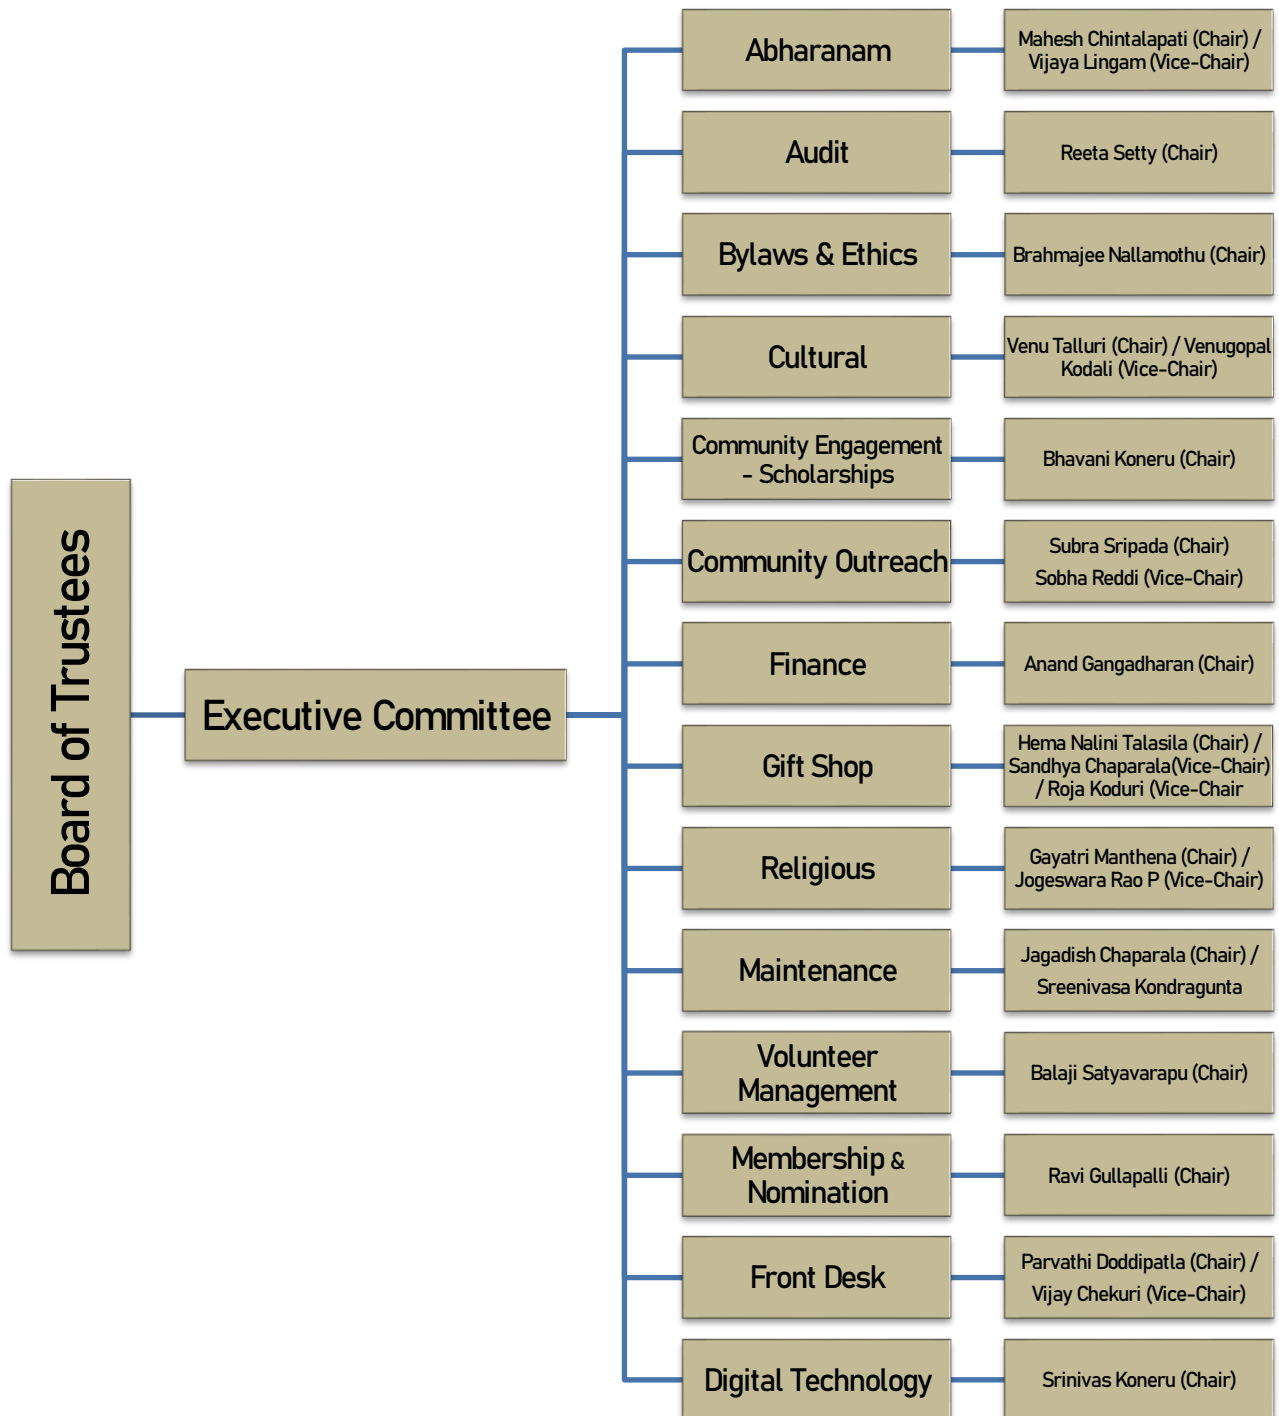 Board of Trustees
Executive Committee
Abharanam
Mahesh Chintalapati (Chair) /
Vijaya Lingam (Vice-Chair)
Audit
Reeta Setty (Chair)
Bylaws & Ethics
Brahmajee Nallamothu (Chair)
Cultural
Venu Talluri (Chair) / Venugopal
Kodali (Vice-Chair)
Community Engagement
- Scholarships
Bhavani Koneru (Chair)
Community Outreach
Subra Sripada (Chair)
Sobha Reddi (Vice-Chair)
Finance
Anand Gangadharan (Chair)
Gift Shop
Hema Nalini Talasila (Chair) /
Sandhya Chaparala(Vice-Chair)
/ Roja Koduri (Vice-Chair
Religious
Gayatri Manthena (Chair) /
Jogeswara Rao P (Vice-Chair)
Maintenance
Jagadish Chaparala (Chair) /
Sreenivasa Kondragunta
Volunteer
Management
Balaji Satyavarapu (Chair)
Membership &
Nomination
Ravi Gullapalli (Chair)
Front Desk
Parvathi Doddipatla (Chair) /
Vijay Chekuri (Vice-Chair)
Digital Technology
Srinivas Koneru (Chair)